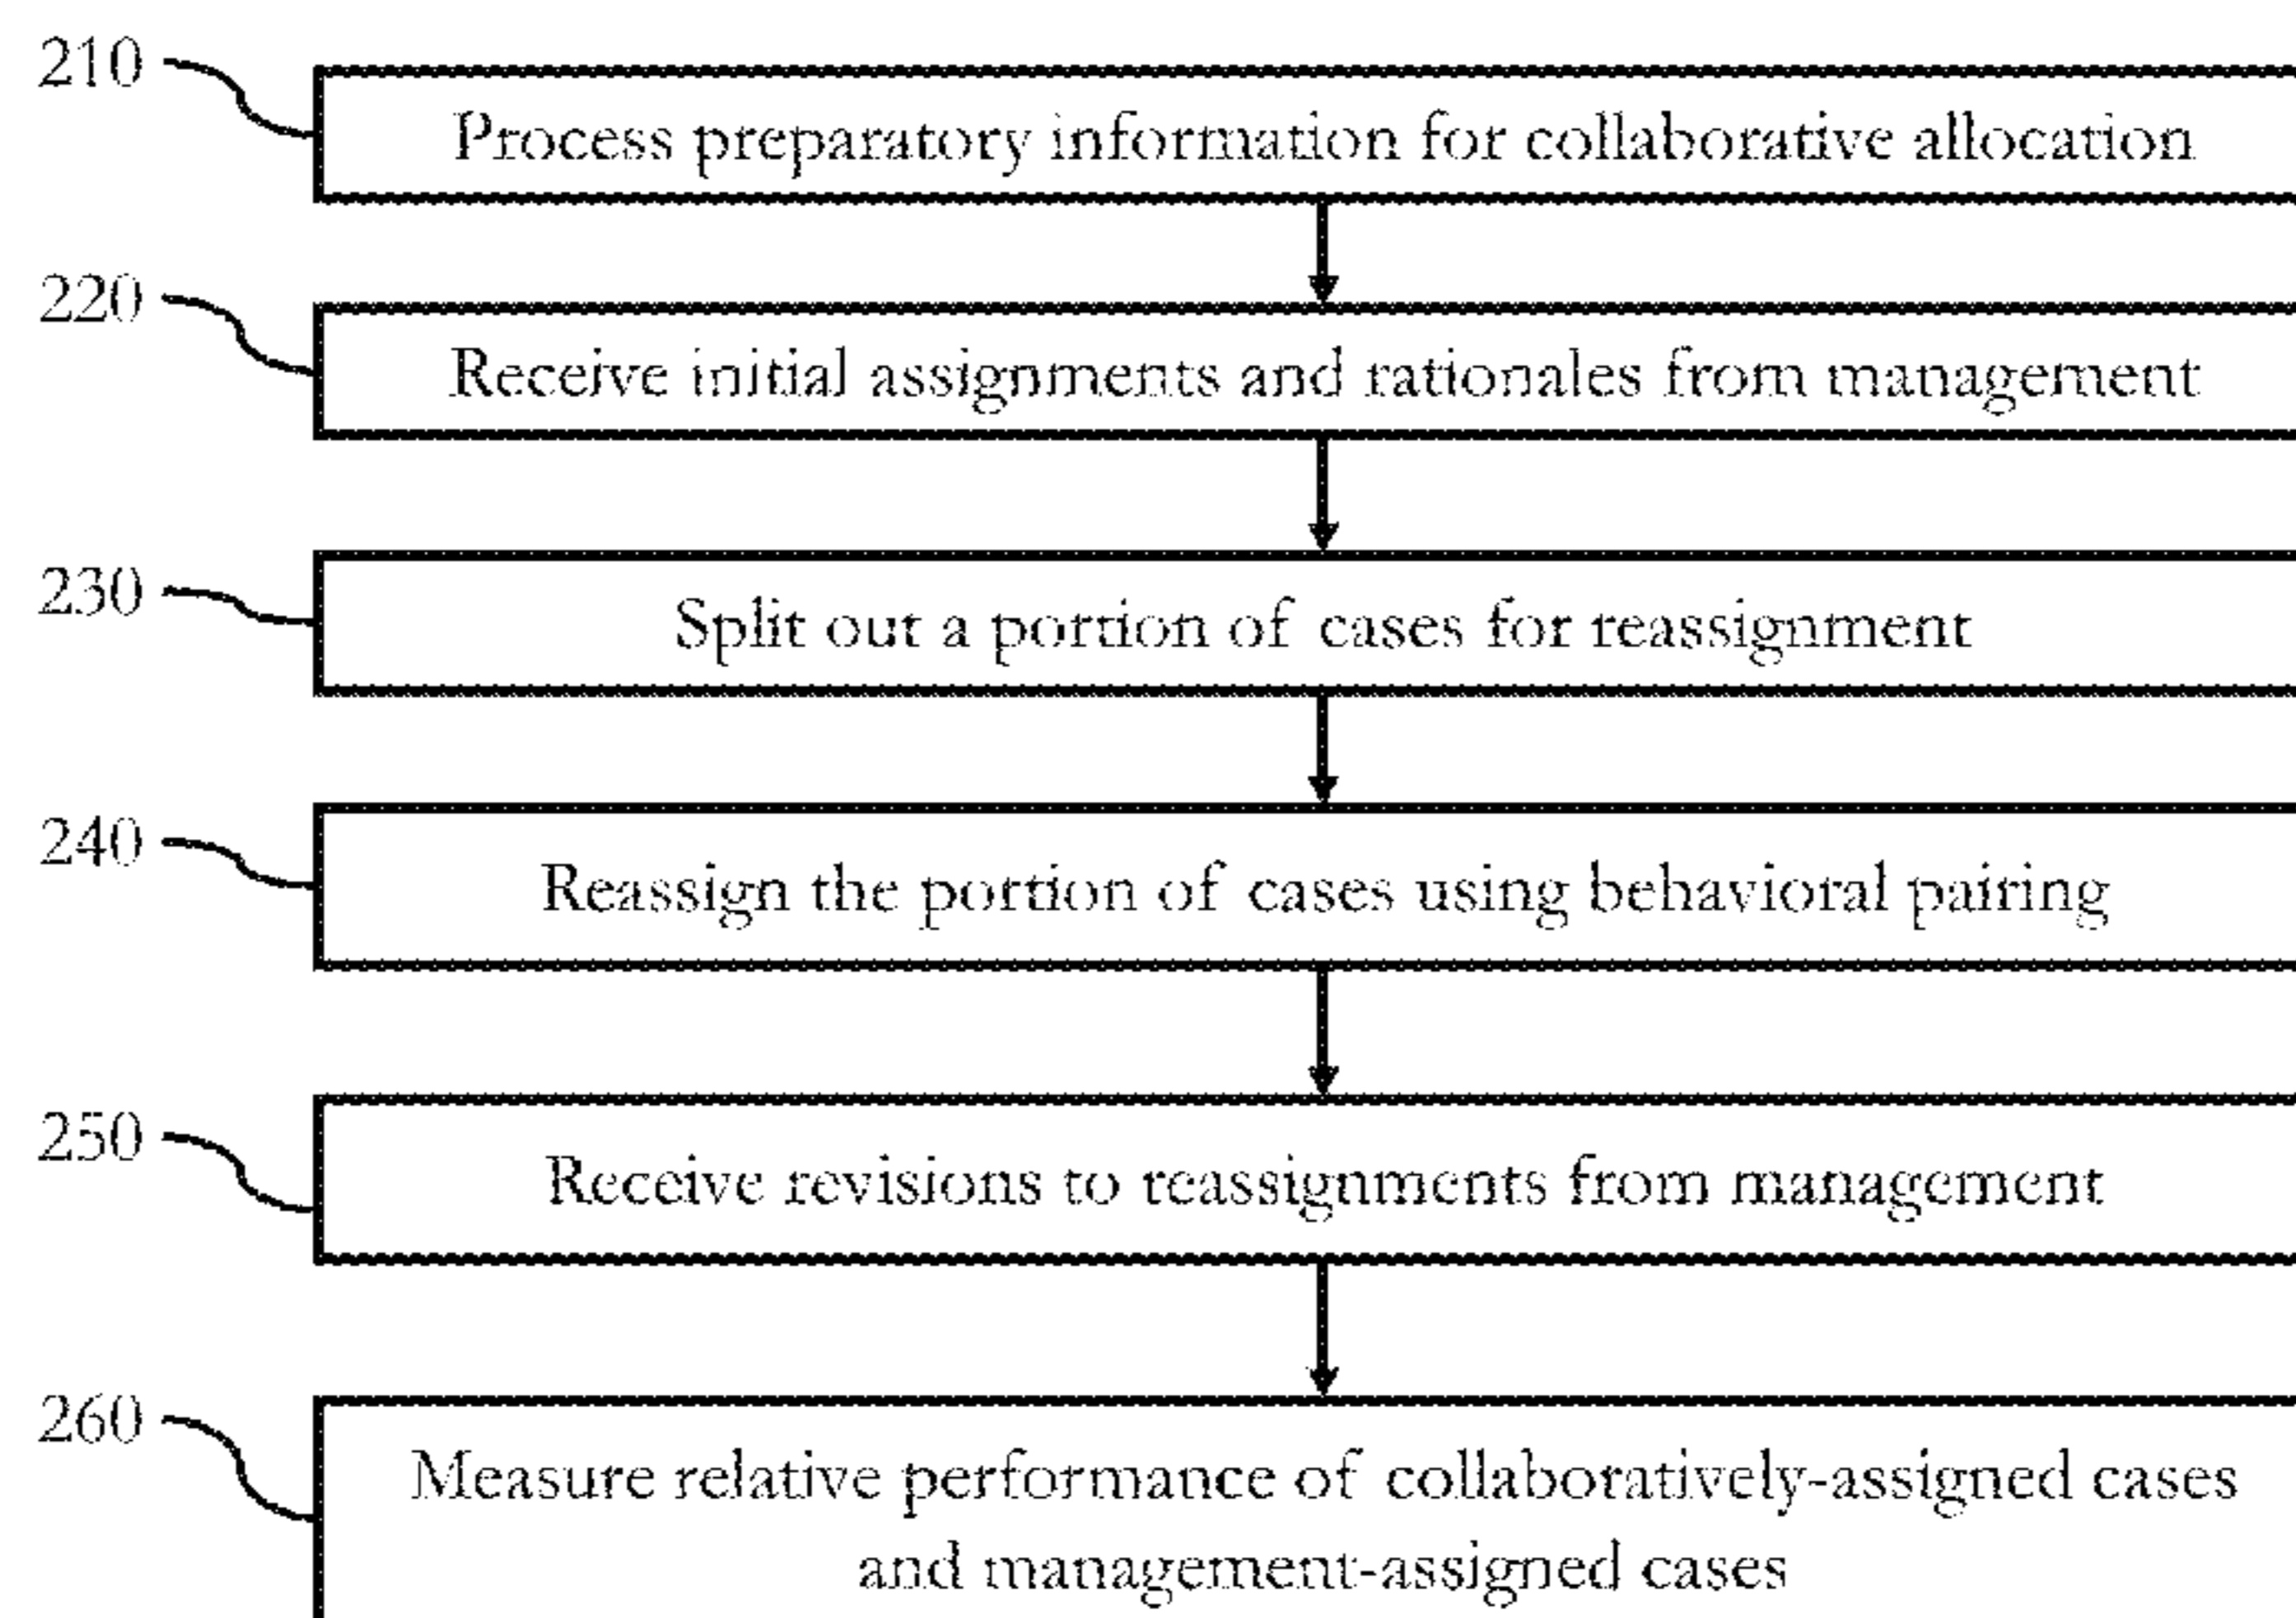 210
Process preparatory information for collaborative allocation
220
Receive initial assignments and rationales from management
230
Split out a portion of cases for reassignment
240
Reassign the portion of cases using behavioral pairing
250
Receive revisions to reassignments from management
260
Measure relative performance of collaboratively-assigned cases
and management-assigned cases